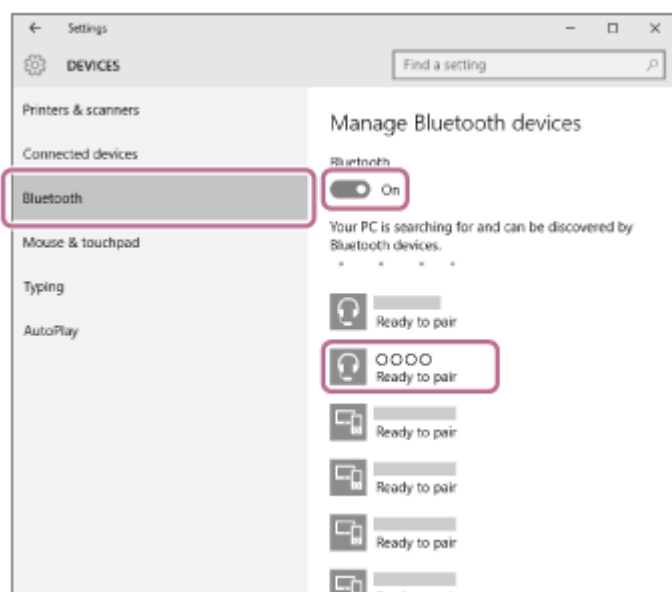 Settings
DEVICES
Find a setting
Printers & scanners
Connected devices
Bluetooth
Mouse & touchpad
Typing
AutoPlay
Manage Bluetooth devices
Bluetooth
On
Your PC is searching for and can be discovered by
Bluetooth devices.
Ready to pair
OOOO
Ready to pair
Ready to pair
Ready to pair
Ready to pair